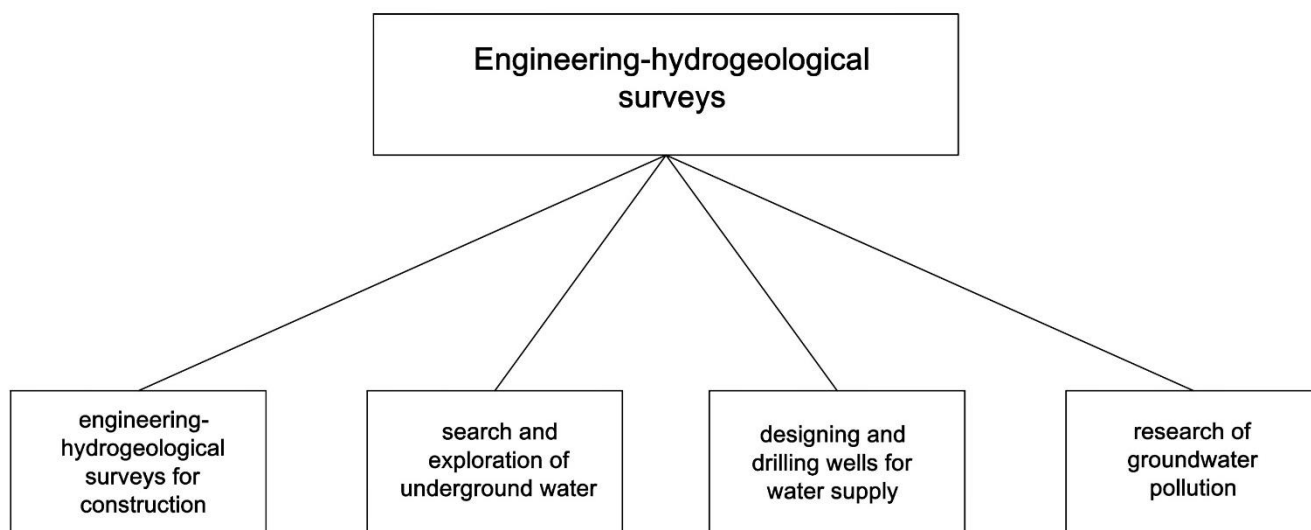 Engineering-hydrogeological
surveys
engineering-
hydrogeological
surveys for
construction
search and
exploration of
underground water
designing and
drilling wells for
water supply
research of
groundwater
pollution